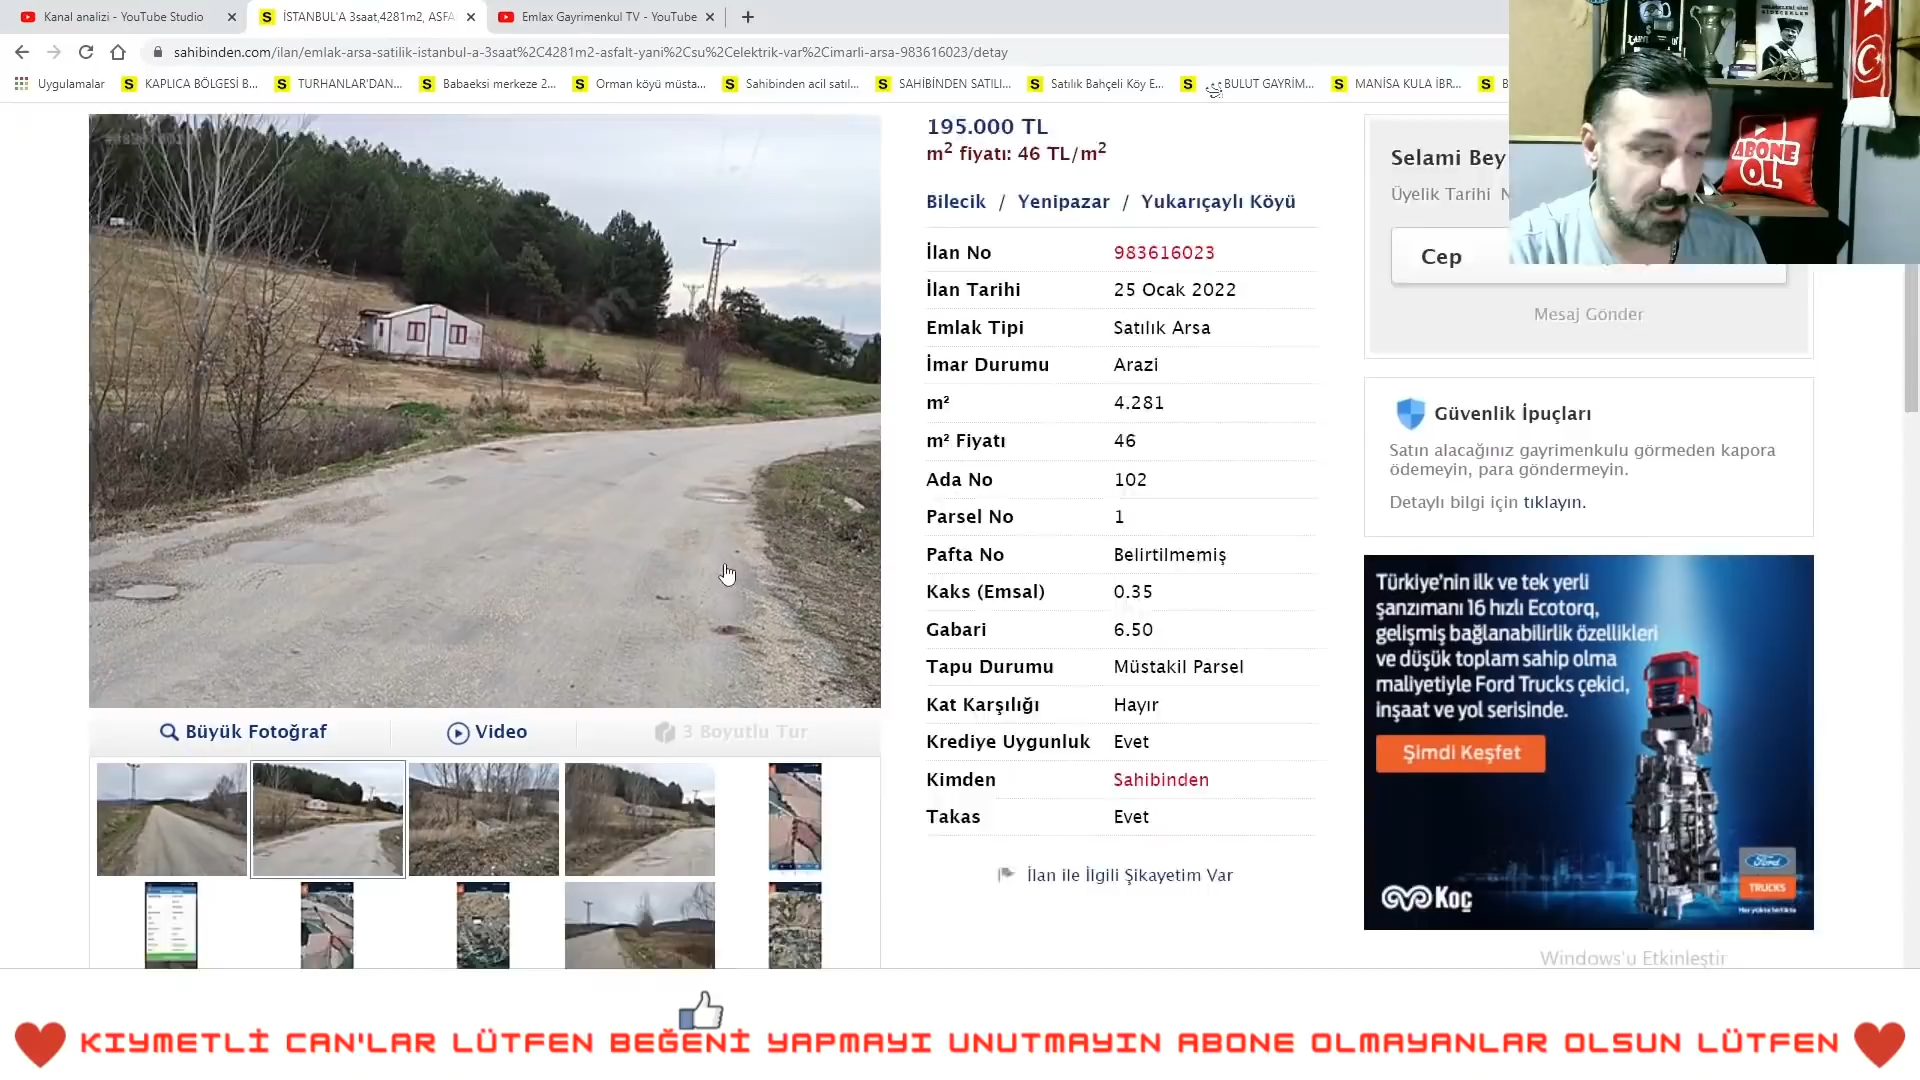 Kanal analizi - YouTube Studio
İSTANBUL'A 3saat,4281m2, ASFA
Emlax Gayrimenkul TV - YouTube
sahibinden.com/ilan/emlak-arsa-satilik-istanbul-a-3saat%2C4281m2-asfalt-yani%2Csu%2Celektrik-var%2Cimarli-arsa-983616023/detay
Uygulamalar
KAPLICA BÖLGESİ B...
TURHANLAR'DAN...
Babaeksi merkeze 2...
Orman köyü müsta...
Sahibinden acil satıl...
SAHİBİNDEN SATILI...
Satılık Bahçeli Köy E...
BULUT GAYRİM...
MANİSA KULA İBR...
B
ABONE
OL
195.000 TL
m² fiyatı: 46 TL/m²
Bilecik / Yenipazar / Yukarıçaylı Köyü
İlan No 983616023
İlan Tarihi 25 Ocak 2022
Emlak Tipi Satılık Arsa
İmar Durumu Arazi
m² 4.281
m² Fiyatı 46
Ada No 102
Parsel No 1
Pafta No Belirtilmemiş
Kaks (Emsal) 0.35
Gabari 6.50
Tapu Durumu Müstakil Parsel
Kat Karşılığı Hayır
Krediye Uygunluk Evet
Kimden Sahibinden
Takas Evet
İlan ile İlgili Şikayetim Var
Selami Bey
Üyelik Tarihi N
Cep
Mesaj Gönder
Güvenlik İpuçları
Satın alacağınız gayrimenkulu görmeden kapora
ödemeyin, para göndermeyin.
Detaylı bilgi için tıklayın.
Türkiye'nin ilk ve tek yerli
şanzımanı 16 hızlı Ecotorq,
gelişmiş bağlanabilirlik özellikleri
ve düşük toplam sahip olma
maliyetiyle Ford Trucks çekici,
inşaat ve yol serisinde.
Şimdi Keşfet
Koç
Ford
TRUCKS
Her yükte birlikte
Büyük Fotoğraf
Video
3 Boyutlu Tur
Windows'u Etkinleştir
KIYMETLİ CAN'LAR LÜTFEN BEĞENİ YAPMAYI UNUTMAYIN ABONE OLMAYANLAR OLSUN LÜTFEN